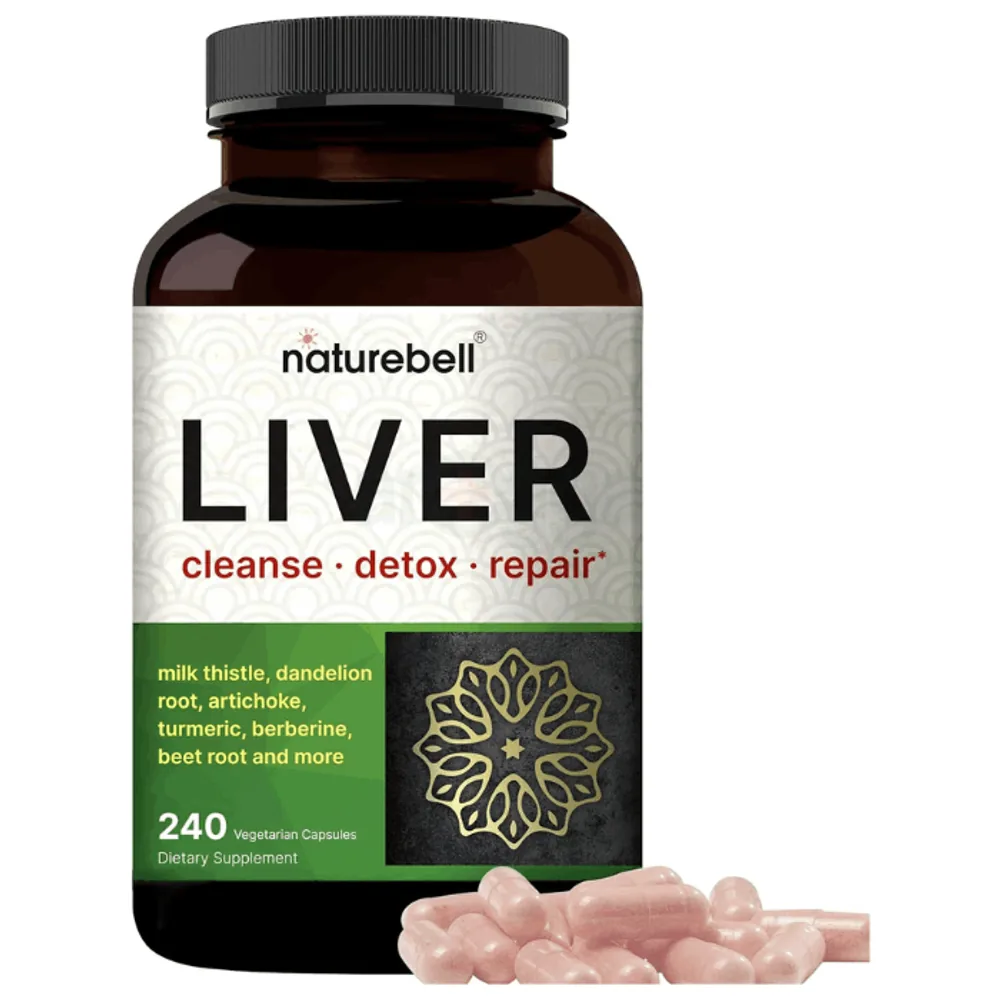 naturebell®
LIVER
cleanse · detox · repair*
milk thistle, dandelion
root, artichoke,
turmeric, berberine,
beet root and more
240 Vegetarian Capsules
Dietary Supplement